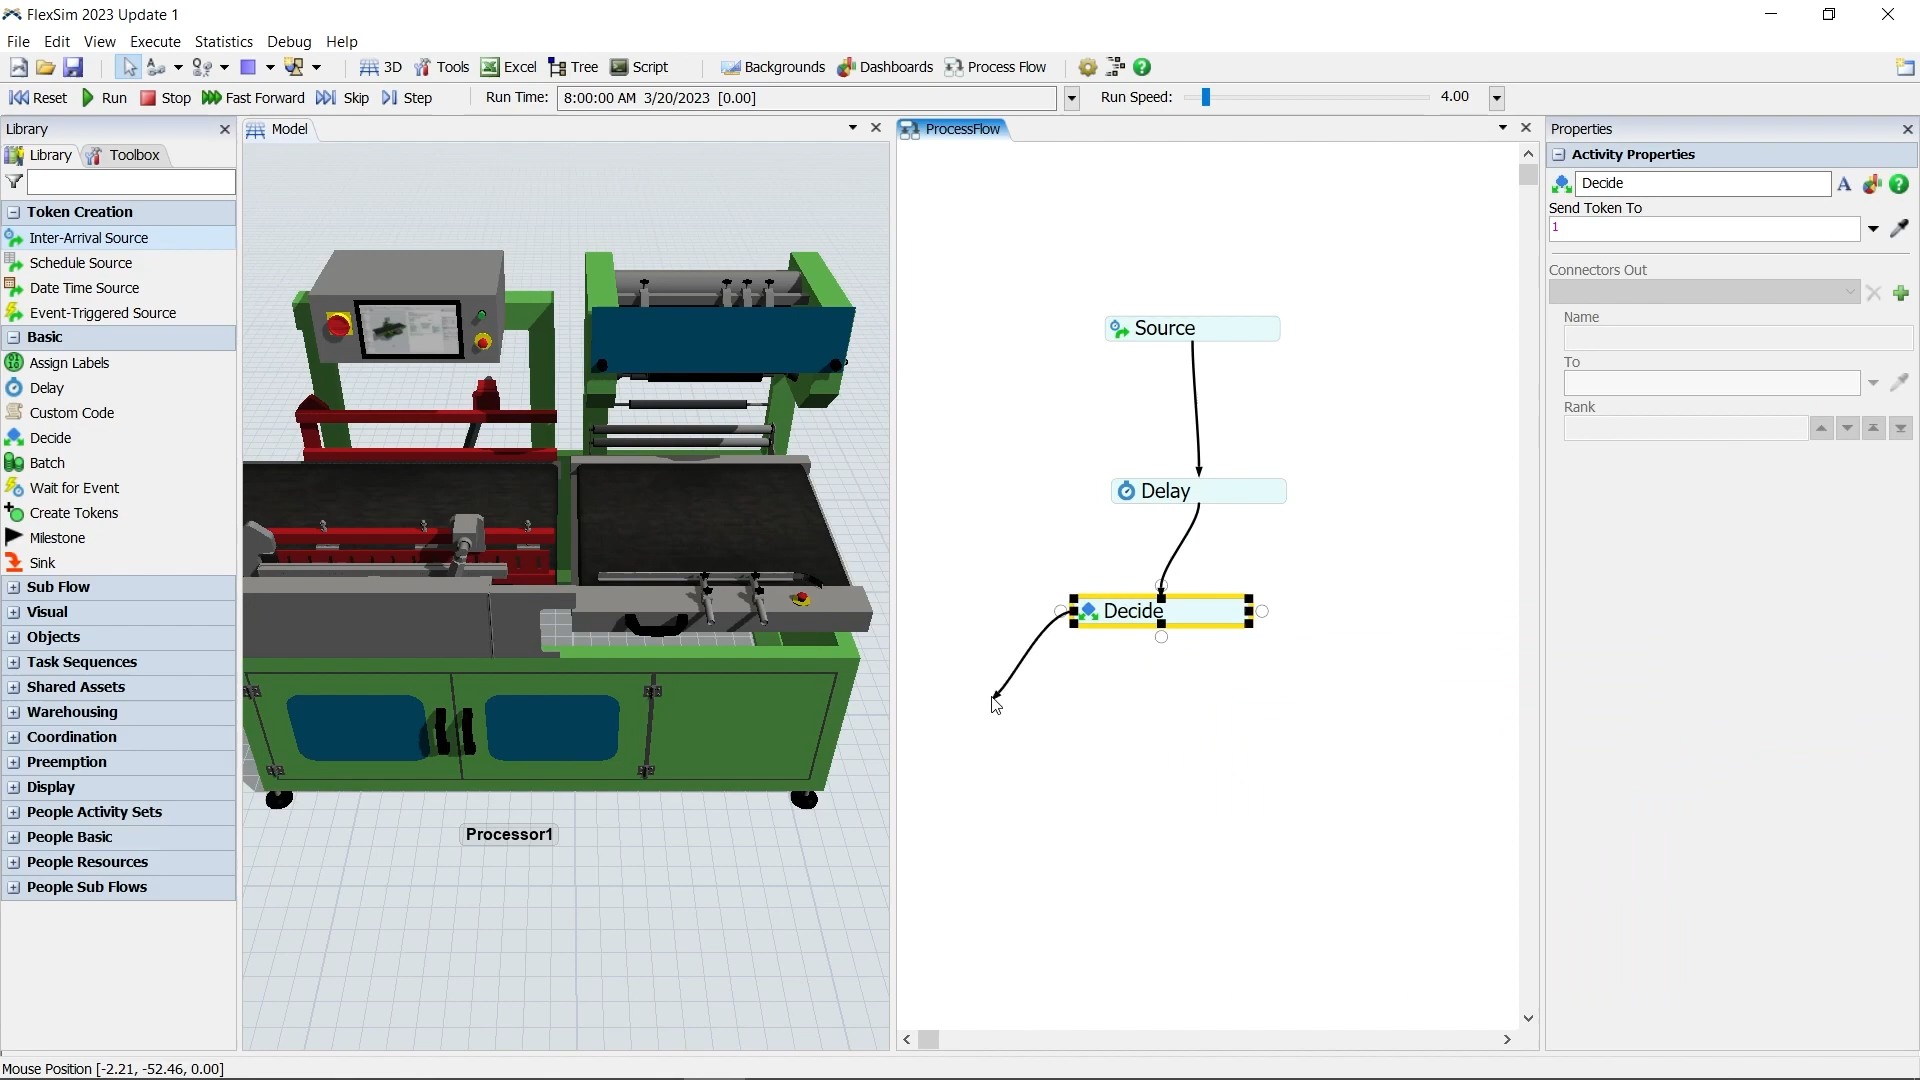 FlexSim 2023 Update 1
File Edit View Execute Statistics Debug Help
3D Tools Excel Tree Script Backgrounds Dashboards Process Flow
Reset Run Stop Fast Forward Skip Step Run Time: 8:00:00 AM 3/20/2023 [0.00] Run Speed: 4.00
Library
Library Toolbox
Token Creation
Inter-Arrival Source
Schedule Source
Date Time Source
Event-Triggered Source
Basic
Assign Labels
Delay
Custom Code
Decide
Batch
Wait for Event
Create Tokens
Milestone
Sink
Sub Flow
Visual
Objects
Task Sequences
Shared Assets
Warehousing
Coordination
Preemption
Display
People Activity Sets
People Basic
People Resources
People Sub Flows
Model
Processor1
ProcessFlow
Source
Delay
Decide
Properties
Activity Properties
Decide
Send Token To
1
Connectors Out
Name
To
Rank
Mouse Position [-2.21, -52.46, 0.00]